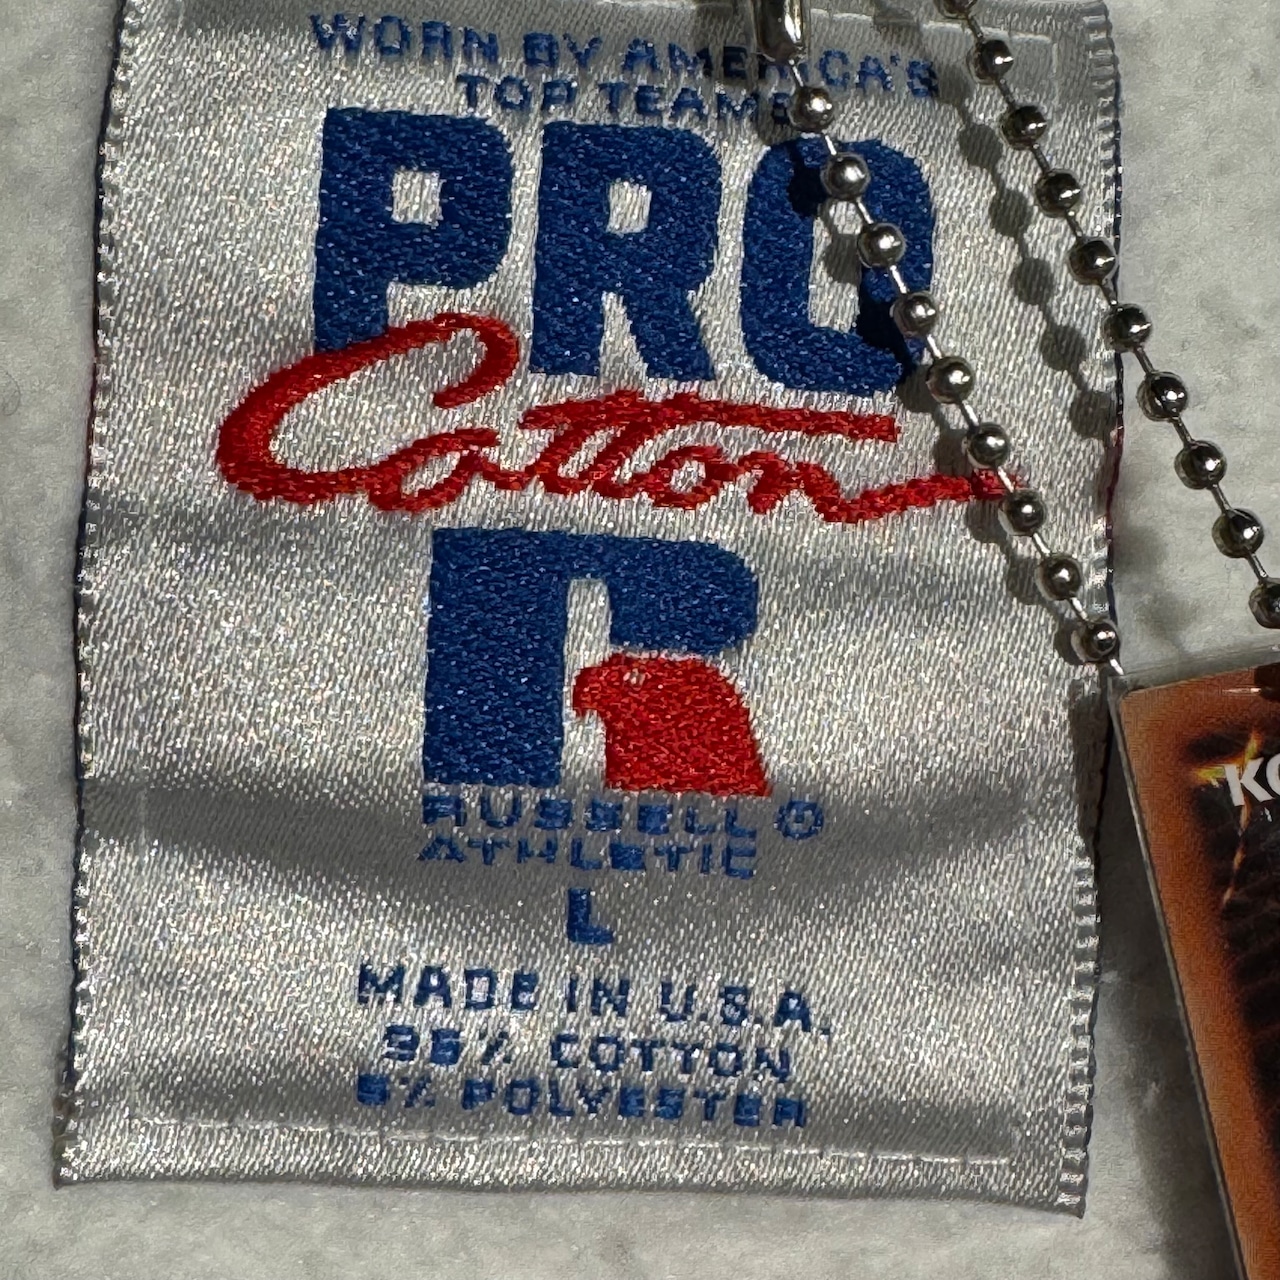 WORN BY AMERICA'S
TOP TEAMS
PRO
Cotton
R
RUSSELL®
ATHLETIC
L
MADE IN U.S.A.
95% COTTON
5% POLYESTER